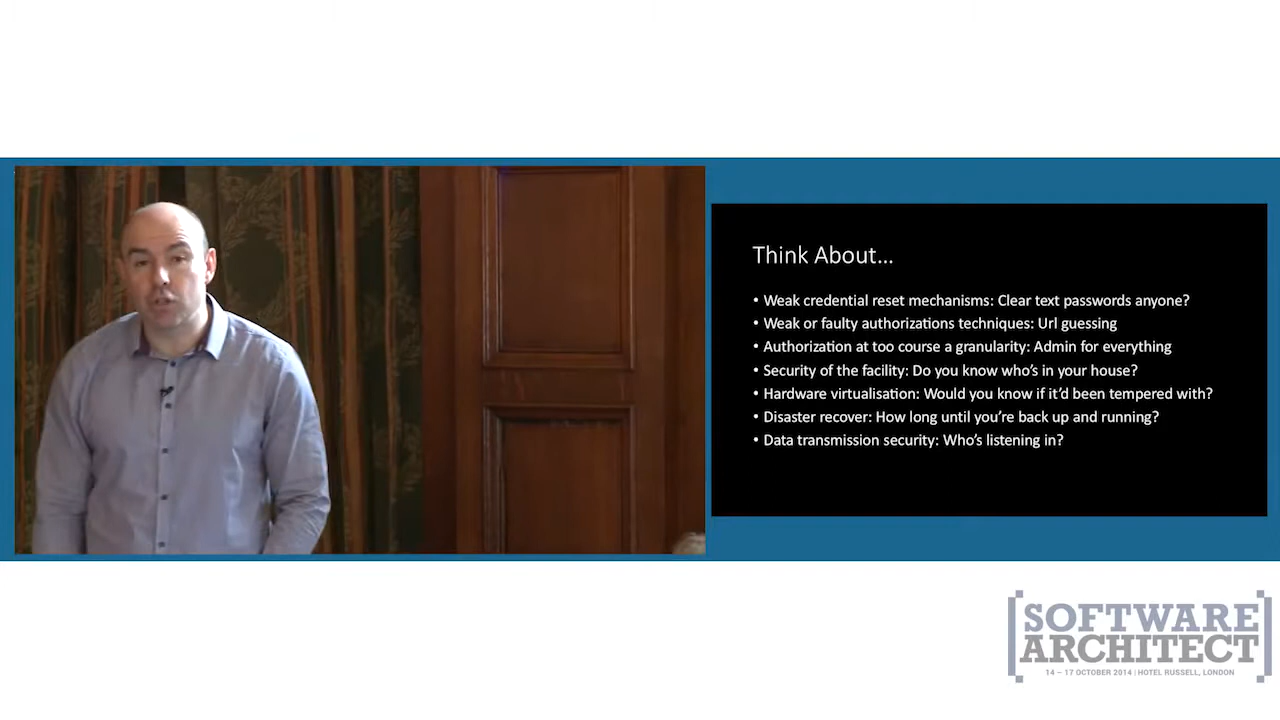 Think About...
• Weak credential reset mechanisms: Clear text passwords anyone?
• Weak or faulty authorizations techniques: Url guessing
• Authorization at too course a granularity: Admin for everything
• Security of the facility: Do you know who's in your house?
• Hardware virtualisation: Would you know if it'd been tempered with?
• Disaster recover: How long until you're back up and running?
• Data transmission security: Who's listening in?
[SOFTWARE
ARCHITECT]
14 – 17 OCTOBER 2014 | HOTEL RUSSELL, LONDON